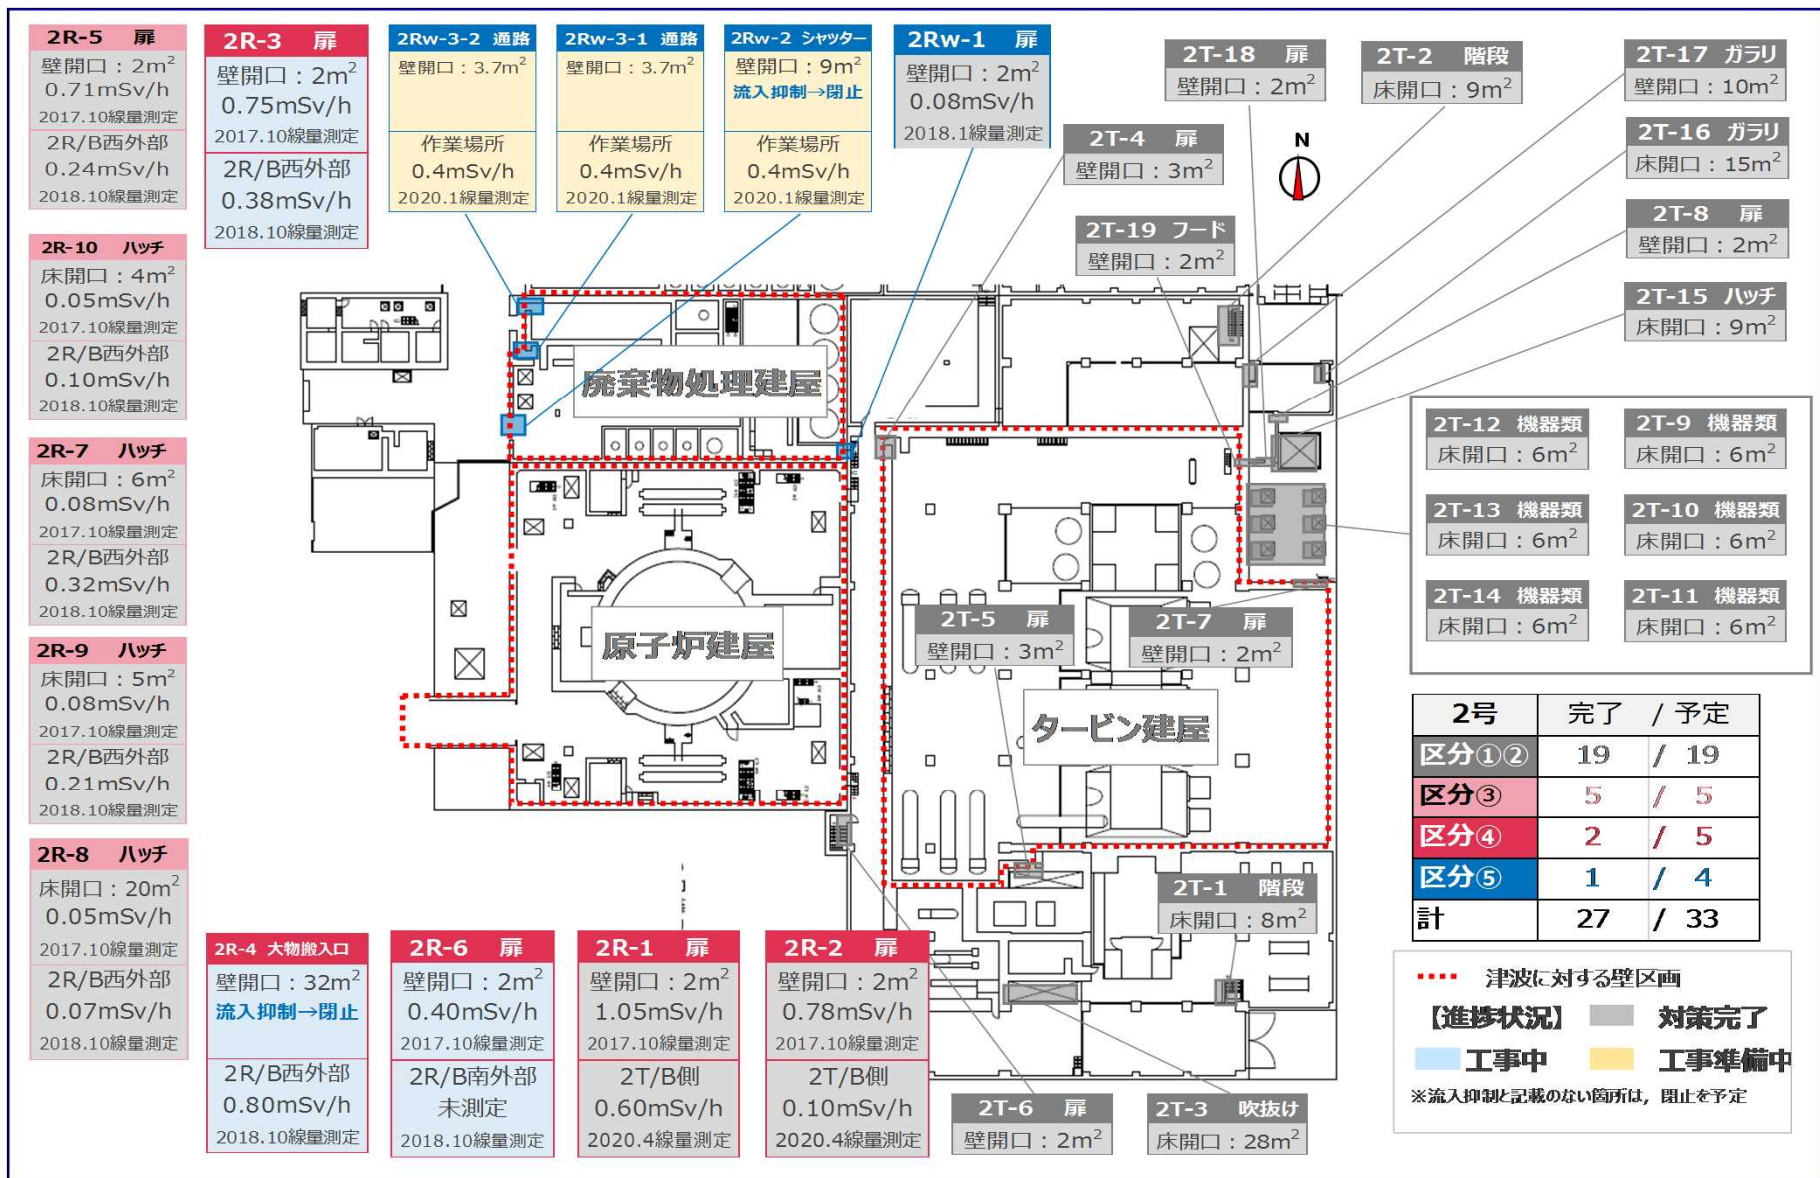 2R-5 扉
壁開口：2m²
0.71mSv/h
2017.10線量測定
2R/B西外部
0.24mSv/h
2018.10線量測定
2R-3 扉
壁開口：2m²
0.75mSv/h
2017.10線量測定
2R/B西外部
0.38mSv/h
2018.10線量測定
2Rw-3-2 通路
壁開口：3.7m²
作業場所
0.4mSv/h
2020.1線量測定
2Rw-3-1 通路
壁開口：3.7m²
作業場所
0.4mSv/h
2020.1線量測定
2Rw-2 シャッター
壁開口：9m²
流入抑制→閉止
作業場所
0.4mSv/h
2020.1線量測定
2Rw-1 扉
壁開口：2m²
0.08mSv/h
2018.1線量測定
2T-18 扉
壁開口：2m²
2T-2 階段
床開口：9m²
2T-17 ガラリ
壁開口：10m²
2T-4 扉
壁開口：3m²
N
2T-16 ガラリ
床開口：15m²
2T-19 フード
壁開口：2m²
2T-8 扉
壁開口：2m²
2T-15 ハッチ
床開口：9m²
2R-10 ハッチ
床開口：4m²
0.05mSv/h
2017.10線量測定
2R/B西外部
0.10mSv/h
2018.10線量測定
2R-7 ハッチ
床開口：6m²
0.08mSv/h
2017.10線量測定
2R/B西外部
0.32mSv/h
2018.10線量測定
2R-9 ハッチ
床開口：5m²
0.08mSv/h
2017.10線量測定
2R/B西外部
0.21mSv/h
2018.10線量測定
2R-8 ハッチ
床開口：20m²
0.05mSv/h
2017.10線量測定
2R/B西外部
0.07mSv/h
2018.10線量測定
廃棄物処理建屋
原子炉建屋
タービン建屋
2T-12 機器類
床開口：6m²
2T-9 機器類
床開口：6m²
2T-13 機器類
床開口：6m²
2T-10 機器類
床開口：6m²
2T-14 機器類
床開口：6m²
2T-11 機器類
床開口：6m²
2T-5 扉
壁開口：3m²
2T-7 扉
壁開口：2m²
2T-1 階段
床開口：8m²
2号 完了 / 予定
区分①② 19 / 19
区分③ 5 / 5
区分④ 2 / 5
区分⑤ 1 / 4
計 27 / 33
2R-4 大物搬入口
壁開口：32m²
流入抑制→閉止
2R/B西外部
0.80mSv/h
2018.10線量測定
2R-6 扉
壁開口：2m²
0.40mSv/h
2017.10線量測定
2R/B南外部
未測定
2018.10線量測定
2R-1 扉
壁開口：2m²
1.05mSv/h
2017.10線量測定
2T/B側
0.60mSv/h
2020.4線量測定
2R-2 扉
壁開口：2m²
0.78mSv/h
2017.10線量測定
2T/B側
0.10mSv/h
2020.4線量測定
2T-6 扉
壁開口：2m²
2T-3 吹抜け
床開口：28m²
津波に対する壁区画
【進捗状況】 対策完了
工事中 工事準備中
※流入抑制と記載のない箇所は，閉止を予定